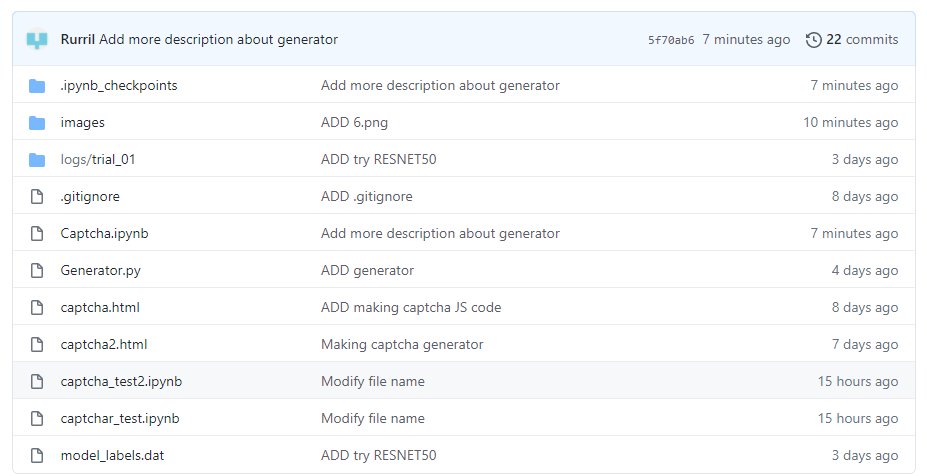 Rurril Add more description about generator 5f70ab6 7 minutes ago 22 commits
.ipynb_checkpoints Add more description about generator 7 minutes ago
images ADD 6.png 10 minutes ago
logs/trial_01 ADD try RESNET50 3 days ago
.gitignore ADD .gitignore 8 days ago
Captcha.ipynb Add more description about generator 7 minutes ago
Generator.py ADD generator 4 days ago
captcha.html ADD making captcha JS code 8 days ago
captcha2.html Making captcha generator 7 days ago
captcha_test2.ipynb Modify file name 15 hours ago
captchar_test.ipynb Modify file name 15 hours ago
model_labels.dat ADD try RESNET50 3 days ago